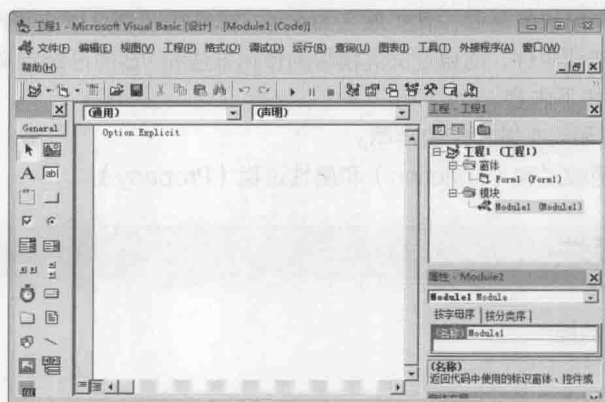 工程1 - Microsoft Visual Basic [设计] - [Module1 (Code)]
文件(F) 编辑(E) 视图(V) 工程(P) 格式(O) 调试(D) 运行(R) 查询(U) 图表(I) 工具(T) 外接程序(A) 窗口(W)
帮助(H)
General
(通用)
(声明)
Option Explicit
工程 - 工程1
工程1 (工程1)
窗体
Form1 (Form1)
模块
Module1 (Module1)
属性 - Module1
Module1 Module
按字母序 按分类序
(名称) Module1
(名称)
返回代码中使用的标识窗体、控件或